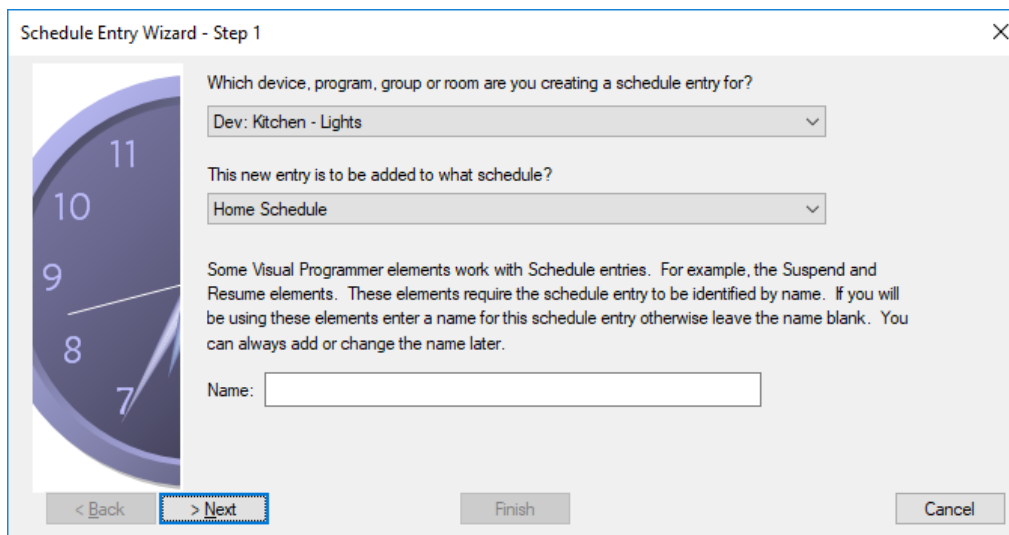 Schedule Entry Wizard - Step 1
Which device, program, group or room are you creating a schedule entry for?
Dev: Kitchen - Lights
This new entry is to be added to what schedule?
Home Schedule
Some Visual Programmer elements work with Schedule entries. For example, the Suspend and
Resume elements. These elements require the schedule entry to be identified by name. If you will
be using these elements enter a name for this schedule entry otherwise leave the name blank. You
can always add or change the name later.
Name:
11
10
9
8
7
< Back
> Next
Finish
Cancel